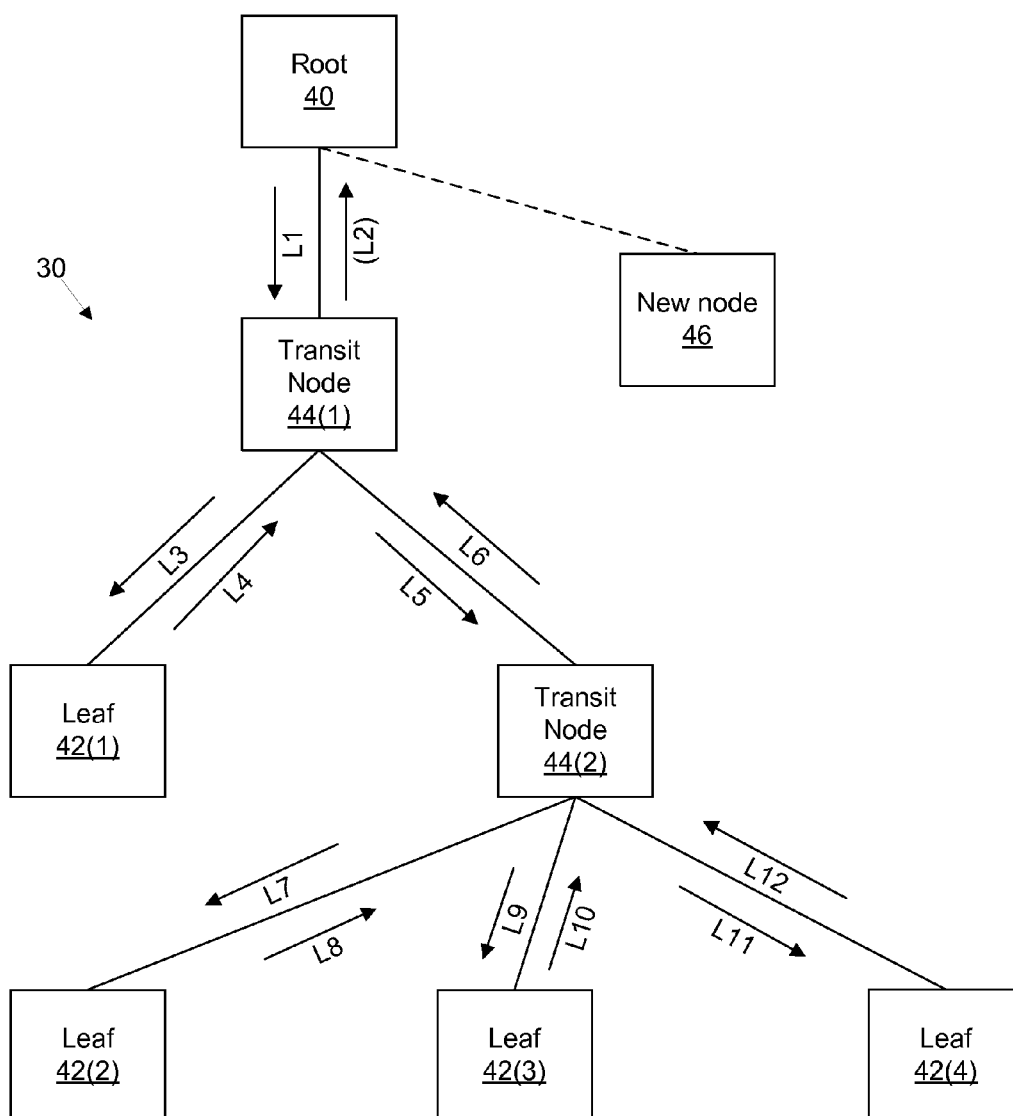 Root
40
L1
(L2)
30
New node
46
Transit
Node
44(1)
L3
L4
L5
L6
Leaf
42(1)
Transit
Node
44(2)
L7
L8
L9
L10
L11
L12
Leaf
42(2)
Leaf
42(3)
Leaf
42(4)